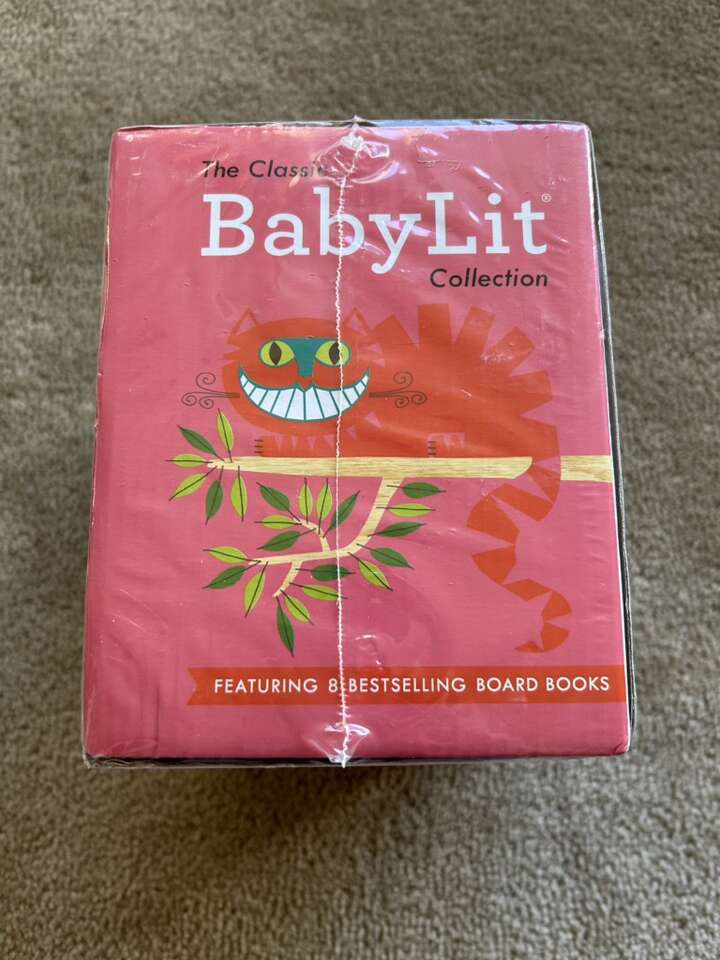 The Classic
BabyLit®
Collection
FEATURING 8 BESTSELLING BOARD BOOKS